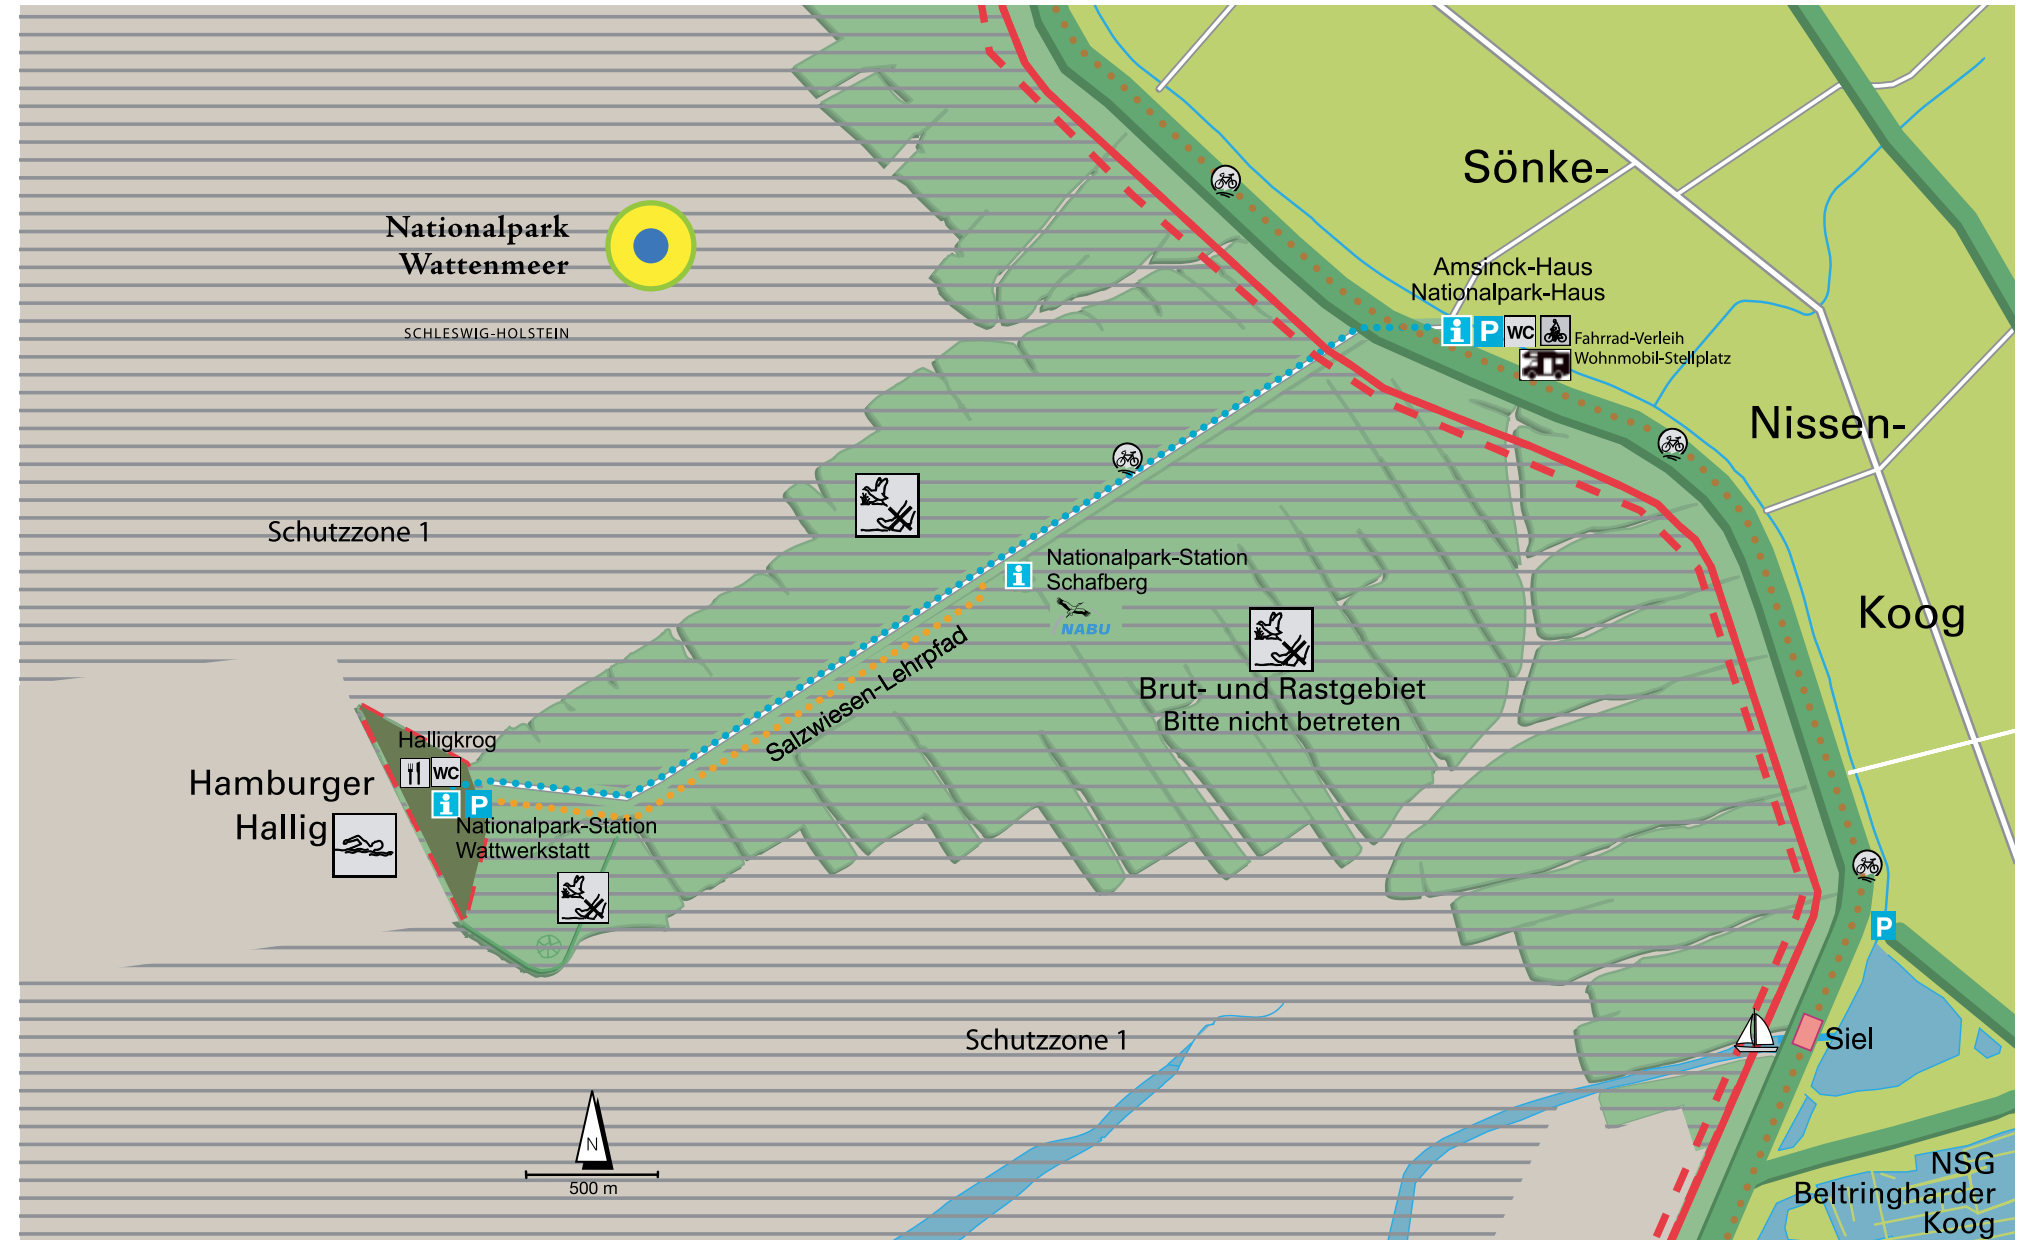 Sönke-
Nationalpark
Wattenmeer
SCHLESWIG-HOLSTEIN
Amsinck-Haus
Nationalpark-Haus
i P WC
Fahrrad-Verleih
Wohnmobil-Stellplatz
Nissen-
Schutzzone 1
Nationalpark-Station
i
Schafberg
NABU
Koog
Salzwiesen-Lehrpfad
Brut- und Rastgebiet
Bitte nicht betreten
Halligkrog
WC
Hamburger
Hallig
i P
Nationalpark-Station
Wattwerkstatt
P
Schutzzone 1
Siel
N
500 m
NSG
Beltringharder
Koog